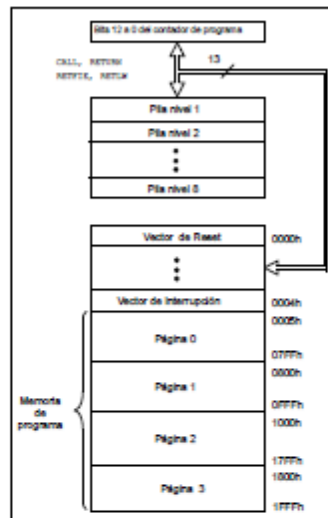 Bits 12 a 0 del contador de programa
CALL, RETURN
RETFIE, RETLW
13
Pila nivel 1
Pila nivel 2
Pila nivel 8
Vector de Reset
0000h
Vector de Interrupción
0004h
0005h
Página 0
07FFh
0800h
Página 1
0FFFh
Memoria
de
programa
1000h
Página 2
17FFh
1800h
Página 3
1FFFh